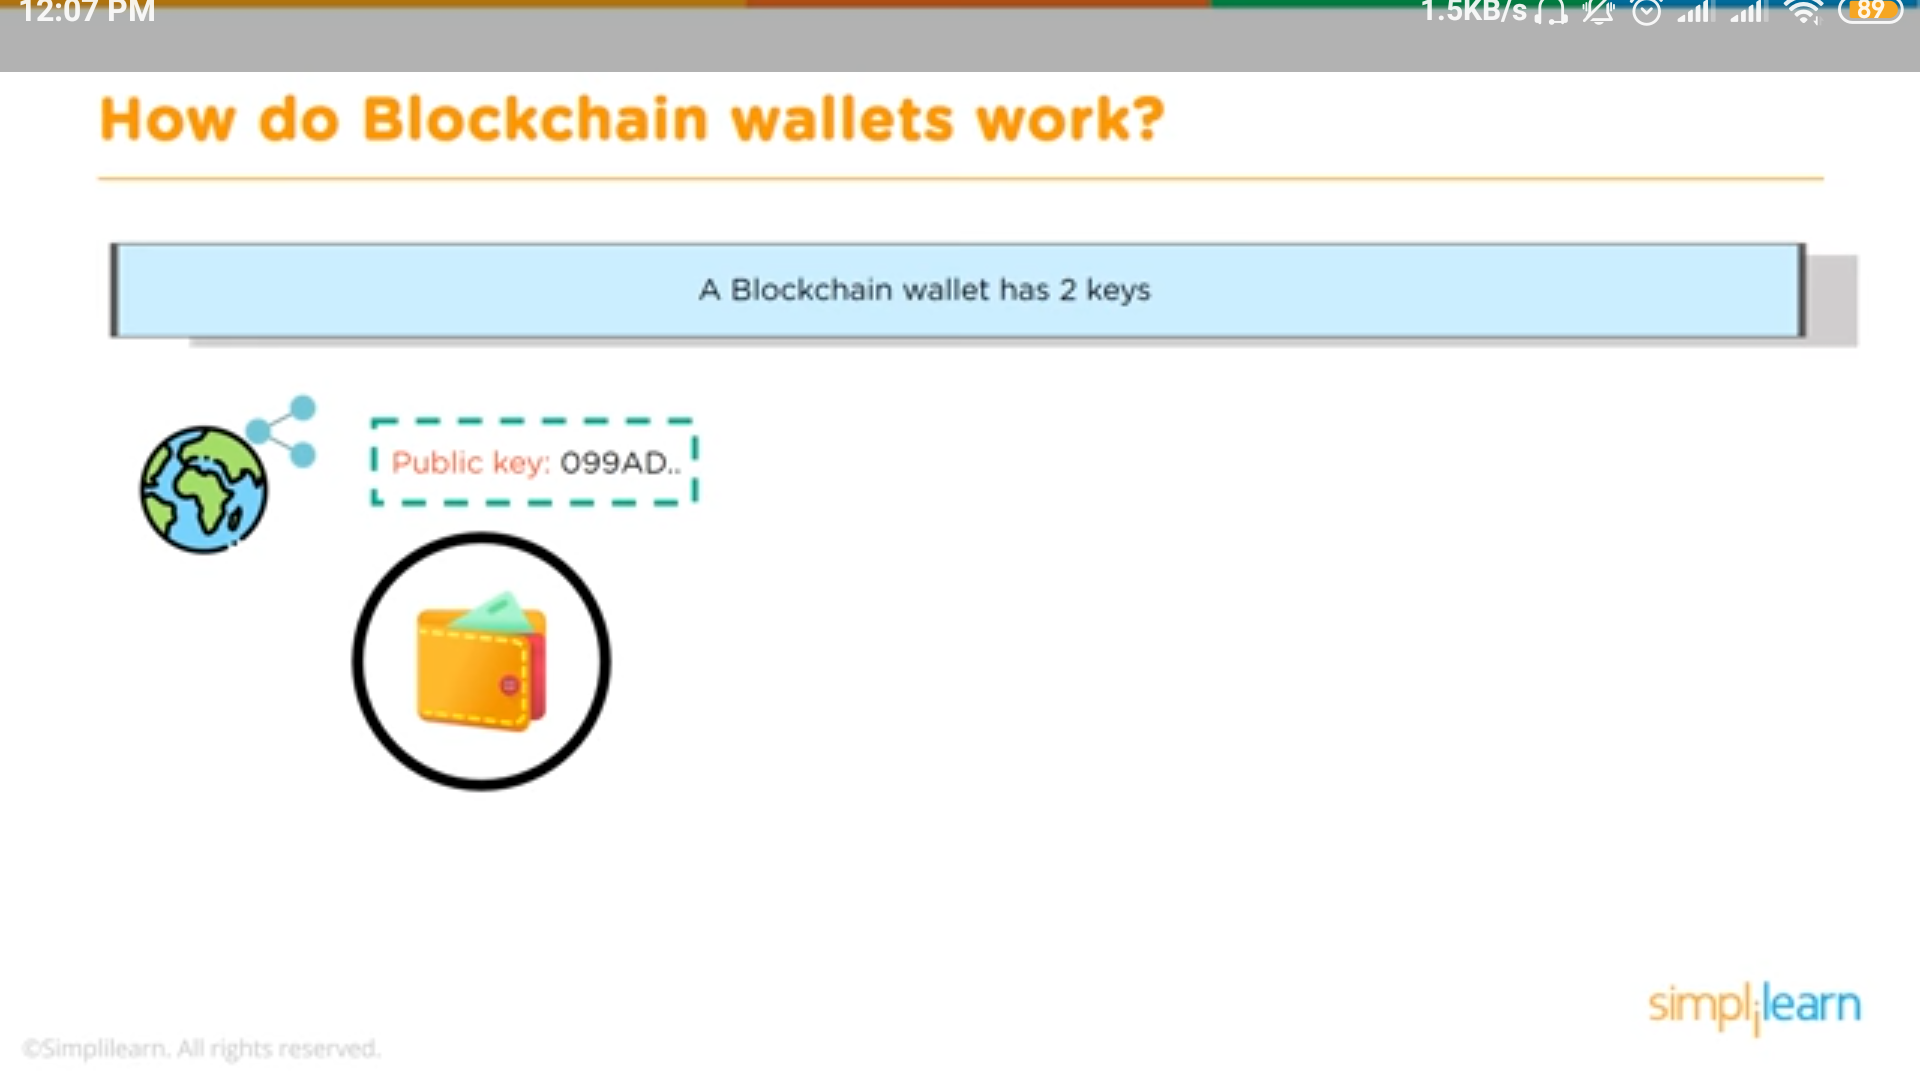 12:07 PM
1.5KB/s
89
How do Blockchain wallets work?
A Blockchain wallet has 2 keys
Public key: 099AD..
simplilearn
©Simplilearn. All rights reserved.